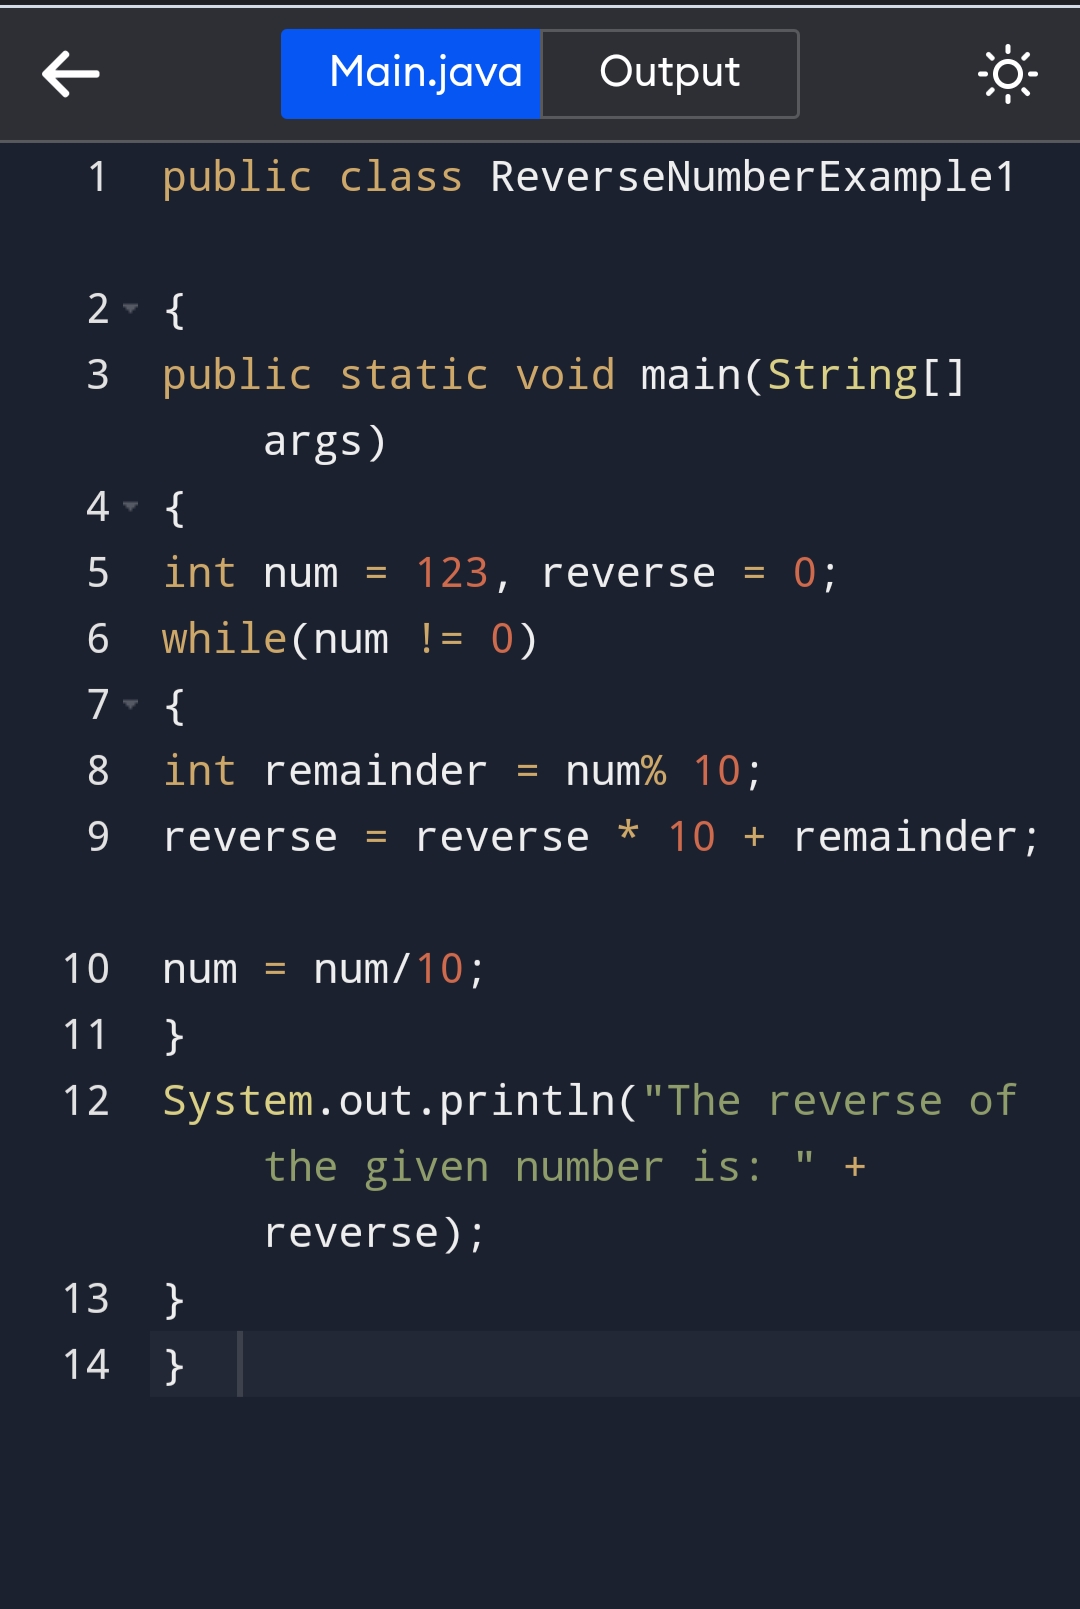 Main.java Output
1 public class ReverseNumberExample1
2 {
3 public static void main(String[]
args)
4 {
5 int num = 123, reverse = 0;
6 while(num != 0)
7 {
8 int remainder = num% 10;
9 reverse = reverse * 10 + remainder;
10 num = num/10;
11 }
12 System.out.println("The reverse of
the given number is: " +
reverse);
13 }
14 }